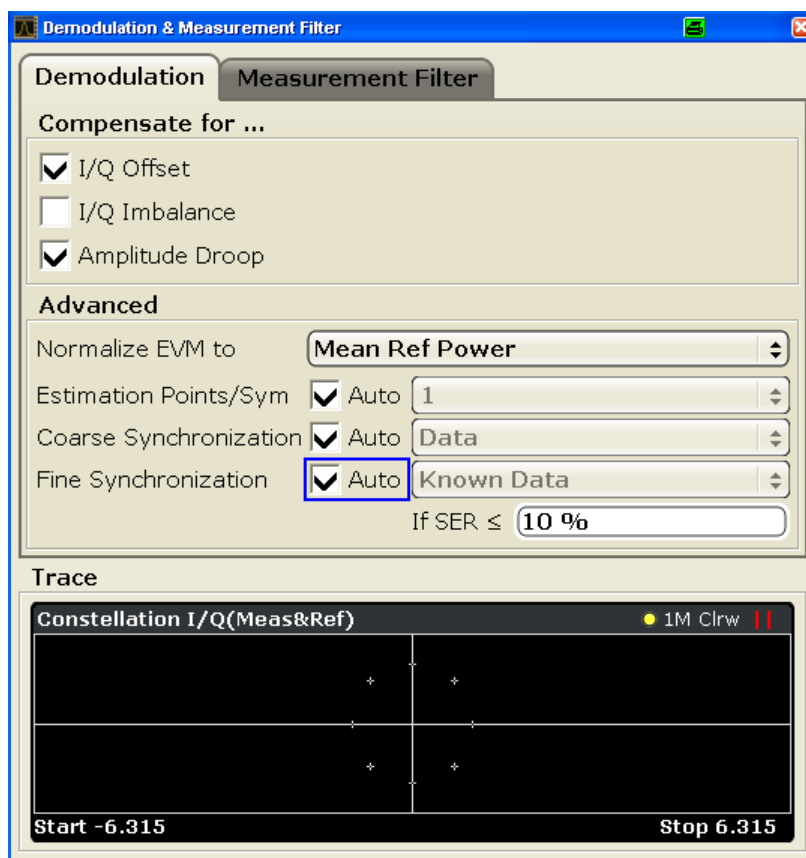 Demodulation & Measurement Filter
Demodulation Measurement Filter
Compensate for ...
I/Q Offset
I/Q Imbalance
Amplitude Droop
Advanced
Normalize EVM to Mean Ref Power
Estimation Points/Sym Auto 1
Coarse Synchronization Auto Data
Fine Synchronization Auto Known Data
If SER ≤ 10 %
Trace
Constellation I/Q(Meas&Ref) 1M Clrw
Start -6.315 Stop 6.315